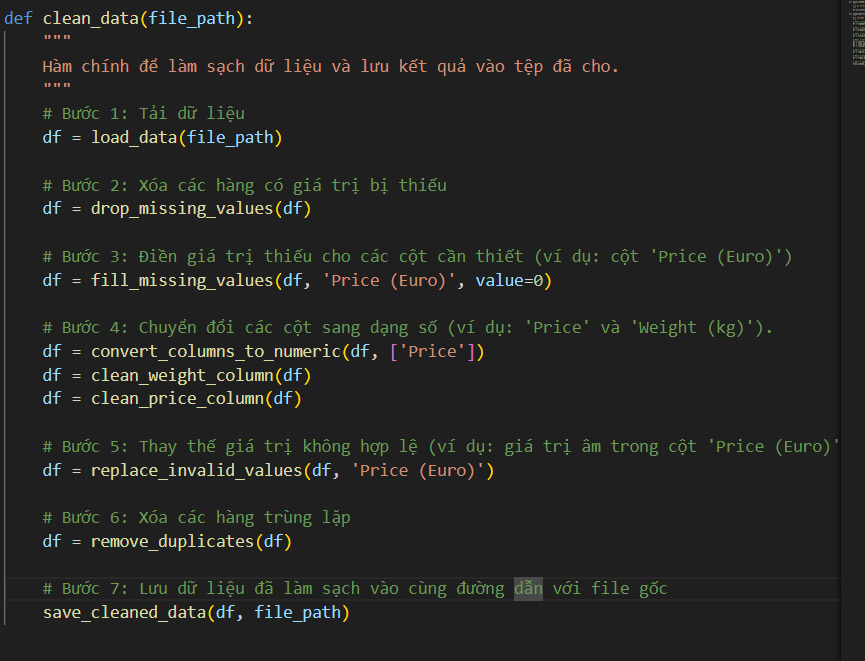 def clean_data(file_path):
    """
    Hàm chính để làm sạch dữ liệu và lưu kết quả vào tệp đã cho.
    """
    # Bước 1: Tải dữ liệu
    df = load_data(file_path)

    # Bước 2: Xóa các hàng có giá trị bị thiếu
    df = drop_missing_values(df)

    # Bước 3: Điền giá trị thiếu cho các cột cần thiết (ví dụ: cột 'Price (Euro)')
    df = fill_missing_values(df, 'Price (Euro)', value=0)

    # Bước 4: Chuyển đổi các cột sang dạng số (ví dụ: 'Price' và 'Weight (kg)').
    df = convert_columns_to_numeric(df, ['Price'])
    df = clean_weight_column(df)
    df = clean_price_column(df)

    # Bước 5: Thay thế giá trị không hợp lệ (ví dụ: giá trị âm trong cột 'Price (Euro)'
    df = replace_invalid_values(df, 'Price (Euro)')

    # Bước 6: Xóa các hàng trùng lặp
    df = remove_duplicates(df)

    # Bước 7: Lưu dữ liệu đã làm sạch vào cùng đường dẫn với file gốc
    save_cleaned_data(df, file_path)